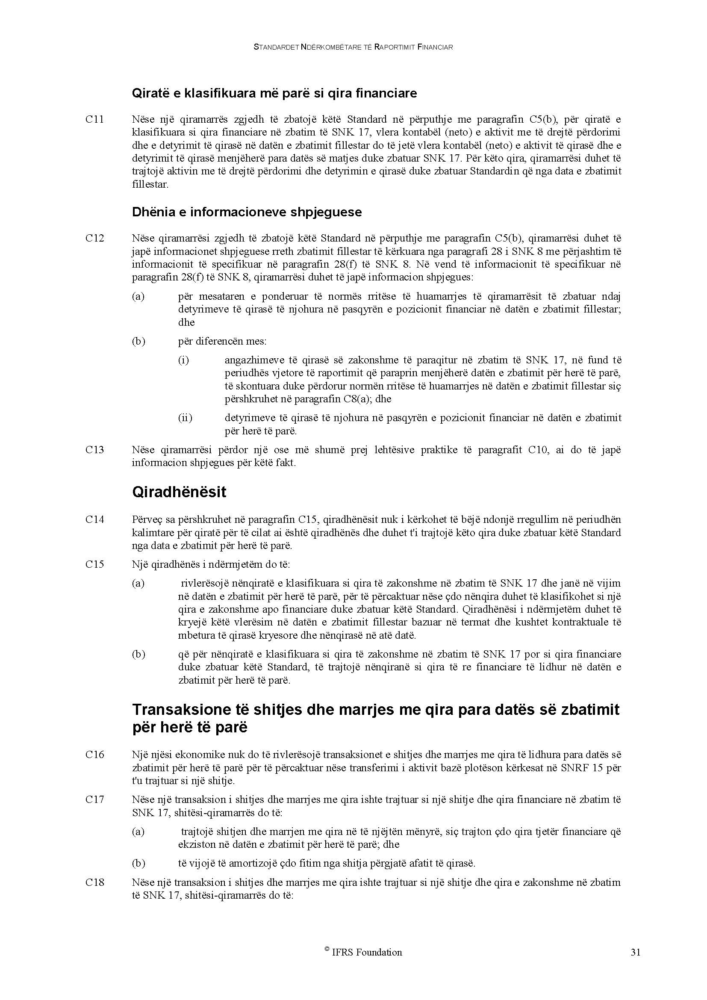 STANDARDET NDËRKOMBËTARE TË RAPORTIMIT FINANCIAR
Qiratë e klasifikuara më parë si qira financiare
C11 Nëse një qiramarrës zgjedh të zbatojë këtë Standard në përputhje me paragrafin C5(b), për qiratë e
klasifikuara si qira financiare në zbatim të SNK 17, vlera kontabël (neto) e aktivit me të drejtë përdorimi
dhe e detyrimit të qirasë në datën e zbatimit fillestar do të jetë vlera kontabël (neto) e aktivit të qirasë dhe e
detyrimit të qirasë menjëherë para datës së matjes duke zbatuar SNK 17. Për këto qira, qiramarrësi duhet të
trajtojë aktivin me të drejtë përdorimi dhe detyrimin e qirasë duke zbatuar Standardin që nga data e zbatimit
fillestar.
Dhënia e informacioneve shpjeguese
C12 Nëse qiramarrësi zgjedh të zbatojë këtë Standard në përputhje me paragrafin C5(b), qiramarrësi duhet të
japë informacionet shpjeguese rreth zbatimit fillestar të kërkuara nga paragrafi 28 i SNK 8 me përjashtim të
informacionit të specifikuar në paragrafin 28(f) të SNK 8. Në vend të informacionit të specifikuar në
paragrafin 28(f) të SNK 8, qiramarrësi duhet të japë informacion shpjegues:
(a) për mesataren e ponderuar të normës rritëse të huamarrjes të qiramarrësit të zbatuar ndaj
detyrimeve të qirasë të njohura në pasqyrën e pozicionit financiar në datën e zbatimit fillestar;
dhe
(b) për diferencën mes:
(i) angazhimeve të qirasë së zakonshme të paraqitur në zbatim të SNK 17, në fund të
periudhës vjetore të raportimit që paraprin menjëherë datën e zbatimit për herë të parë,
të skontuara duke përdorur normën rritëse të huamarrjes në datën e zbatimit fillestar siç
përshkruhet në paragrafin C8(a); dhe
(ii) detyrimeve të qirasë të njohura në pasqyrën e pozicionit financiar në datën e zbatimit
për herë të parë.
C13 Nëse qiramarrësi përdor një ose më shumë prej lehtësive praktike të paragrafit C10, ai do të japë
informacion shpjegues për këtë fakt.
Qiradhënësit
C14 Përveç sa përshkruhet në paragrafin C15, qiradhënësit nuk i kërkohet të bëjë ndonjë rregullim në periudhën
kalimtare për qiratë për të cilat ai është qiradhënës dhe duhet t'i trajtojë këto qira duke zbatuar këtë Standard
nga data e zbatimit për herë të parë.
C15 Një qiradhënës i ndërmjetëm do të:
(a) rivlerësojë nënqiratë e klasifikuara si qira të zakonshme në zbatim të SNK 17 dhe janë në vijim
në datën e zbatimit për herë të parë, për të përcaktuar nëse çdo nënqira duhet të klasifikohet si një
qira e zakonshme apo financiare duke zbatuar këtë Standard. Qiradhënësi i ndërmjetëm duhet të
kryejë këtë vlerësim në datën e zbatimit fillestar bazuar në termat dhe kushtet kontraktuale të
mbetura të qirasë kryesore dhe nënqirasë në atë datë.
(b) që për nënqiratë e klasifikuara si qira të zakonshme në zbatim të SNK 17 por si qira financiare
duke zbatuar këtë Standard, të trajtojë nënqiranë si qira të re financiare të lidhur në datën e
zbatimit për herë të parë.
Transaksione të shitjes dhe marrjes me qira para datës së zbatimit
për herë të parë
C16 Një njësi ekonomike nuk do të rivlerësojë transaksionet e shitjes dhe marrjes me qira të lidhura para datës së
zbatimit për herë të parë për të përcaktuar nëse transferimi i aktivit bazë plotëson kërkesat në SNRF 15 për
t'u trajtuar si një shitje.
C17 Nëse një transaksion i shitjes dhe marrjes me qira ishte trajtuar si një shitje dhe qira financiare në zbatim të
SNK 17, shitësi-qiramarrës do të:
(a) trajtojë shitjen dhe marrjen me qira në të njëjtën mënyrë, siç trajton çdo qira tjetër financiare që
ekziston në datën e zbatimit për herë të parë; dhe
(b) të vijojë të amortizojë çdo fitim nga shitja përgjatë afatit të qirasë.
C18 Nëse një transaksion i shitjes dhe marrjes me qira ishte trajtuar si një shitje dhe qira e zakonshme në zbatim
të SNK 17, shitësi-qiramarrës do të:
© IFRS Foundation 31